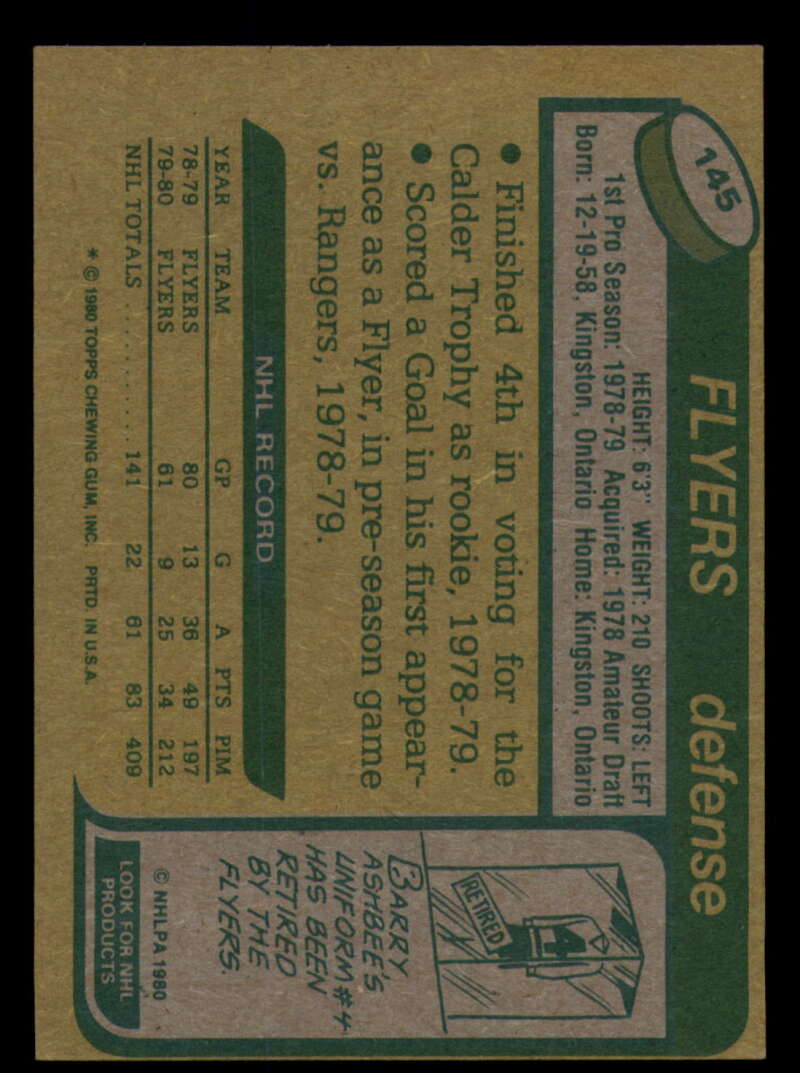 145
FLYERS defense
HEIGHT: 6'3" WEIGHT: 210 SHOOTS: LEFT
1st Pro Season: 1978-79 Acquired: 1978 Amateur Draft
Born: 12-19-58, Kingston, Ontario Home: Kingston, Ontario
● Finished 4th in voting for the
Calder Trophy as rookie, 1978-79.
● Scored a Goal in his first appear-
ance as a Flyer, in pre-season game
vs. Rangers, 1978-79.
NHL RECORD
YEAR TEAM GP G A PTS PIM
78-79 FLYERS 80 13 36 49 197
79-80 FLYERS 61 9 25 34 212
NHL TOTALS ........... 141 22 61 83 409
* © 1980 TOPPS CHEWING GUM, INC. PRTD. IN U.S.A.
4
RETIRED
BARRY
ASHBEE'S
UNIFORM #4
HAS BEEN
RETIRED
BY THE
FLYERS.
© NHLPA 1980
LOOK FOR NHL
PRODUCTS